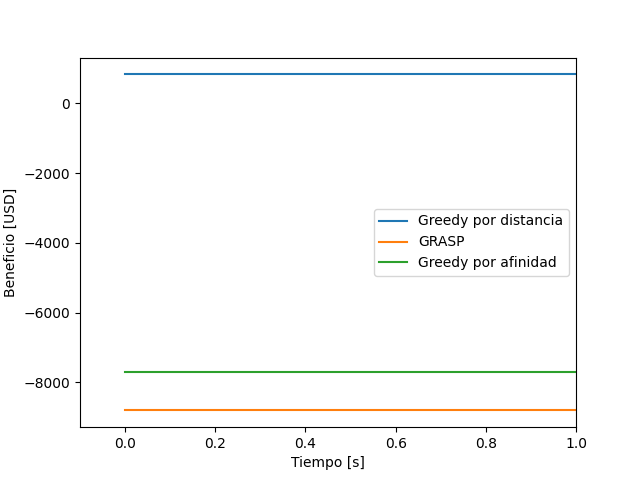 Beneficio [USD]
0
−2000
−4000
−6000
−8000
Greedy por distancia
GRASP
Greedy por afinidad
0.0 0.2 0.4 0.6 0.8 1.0
Tiempo [s]